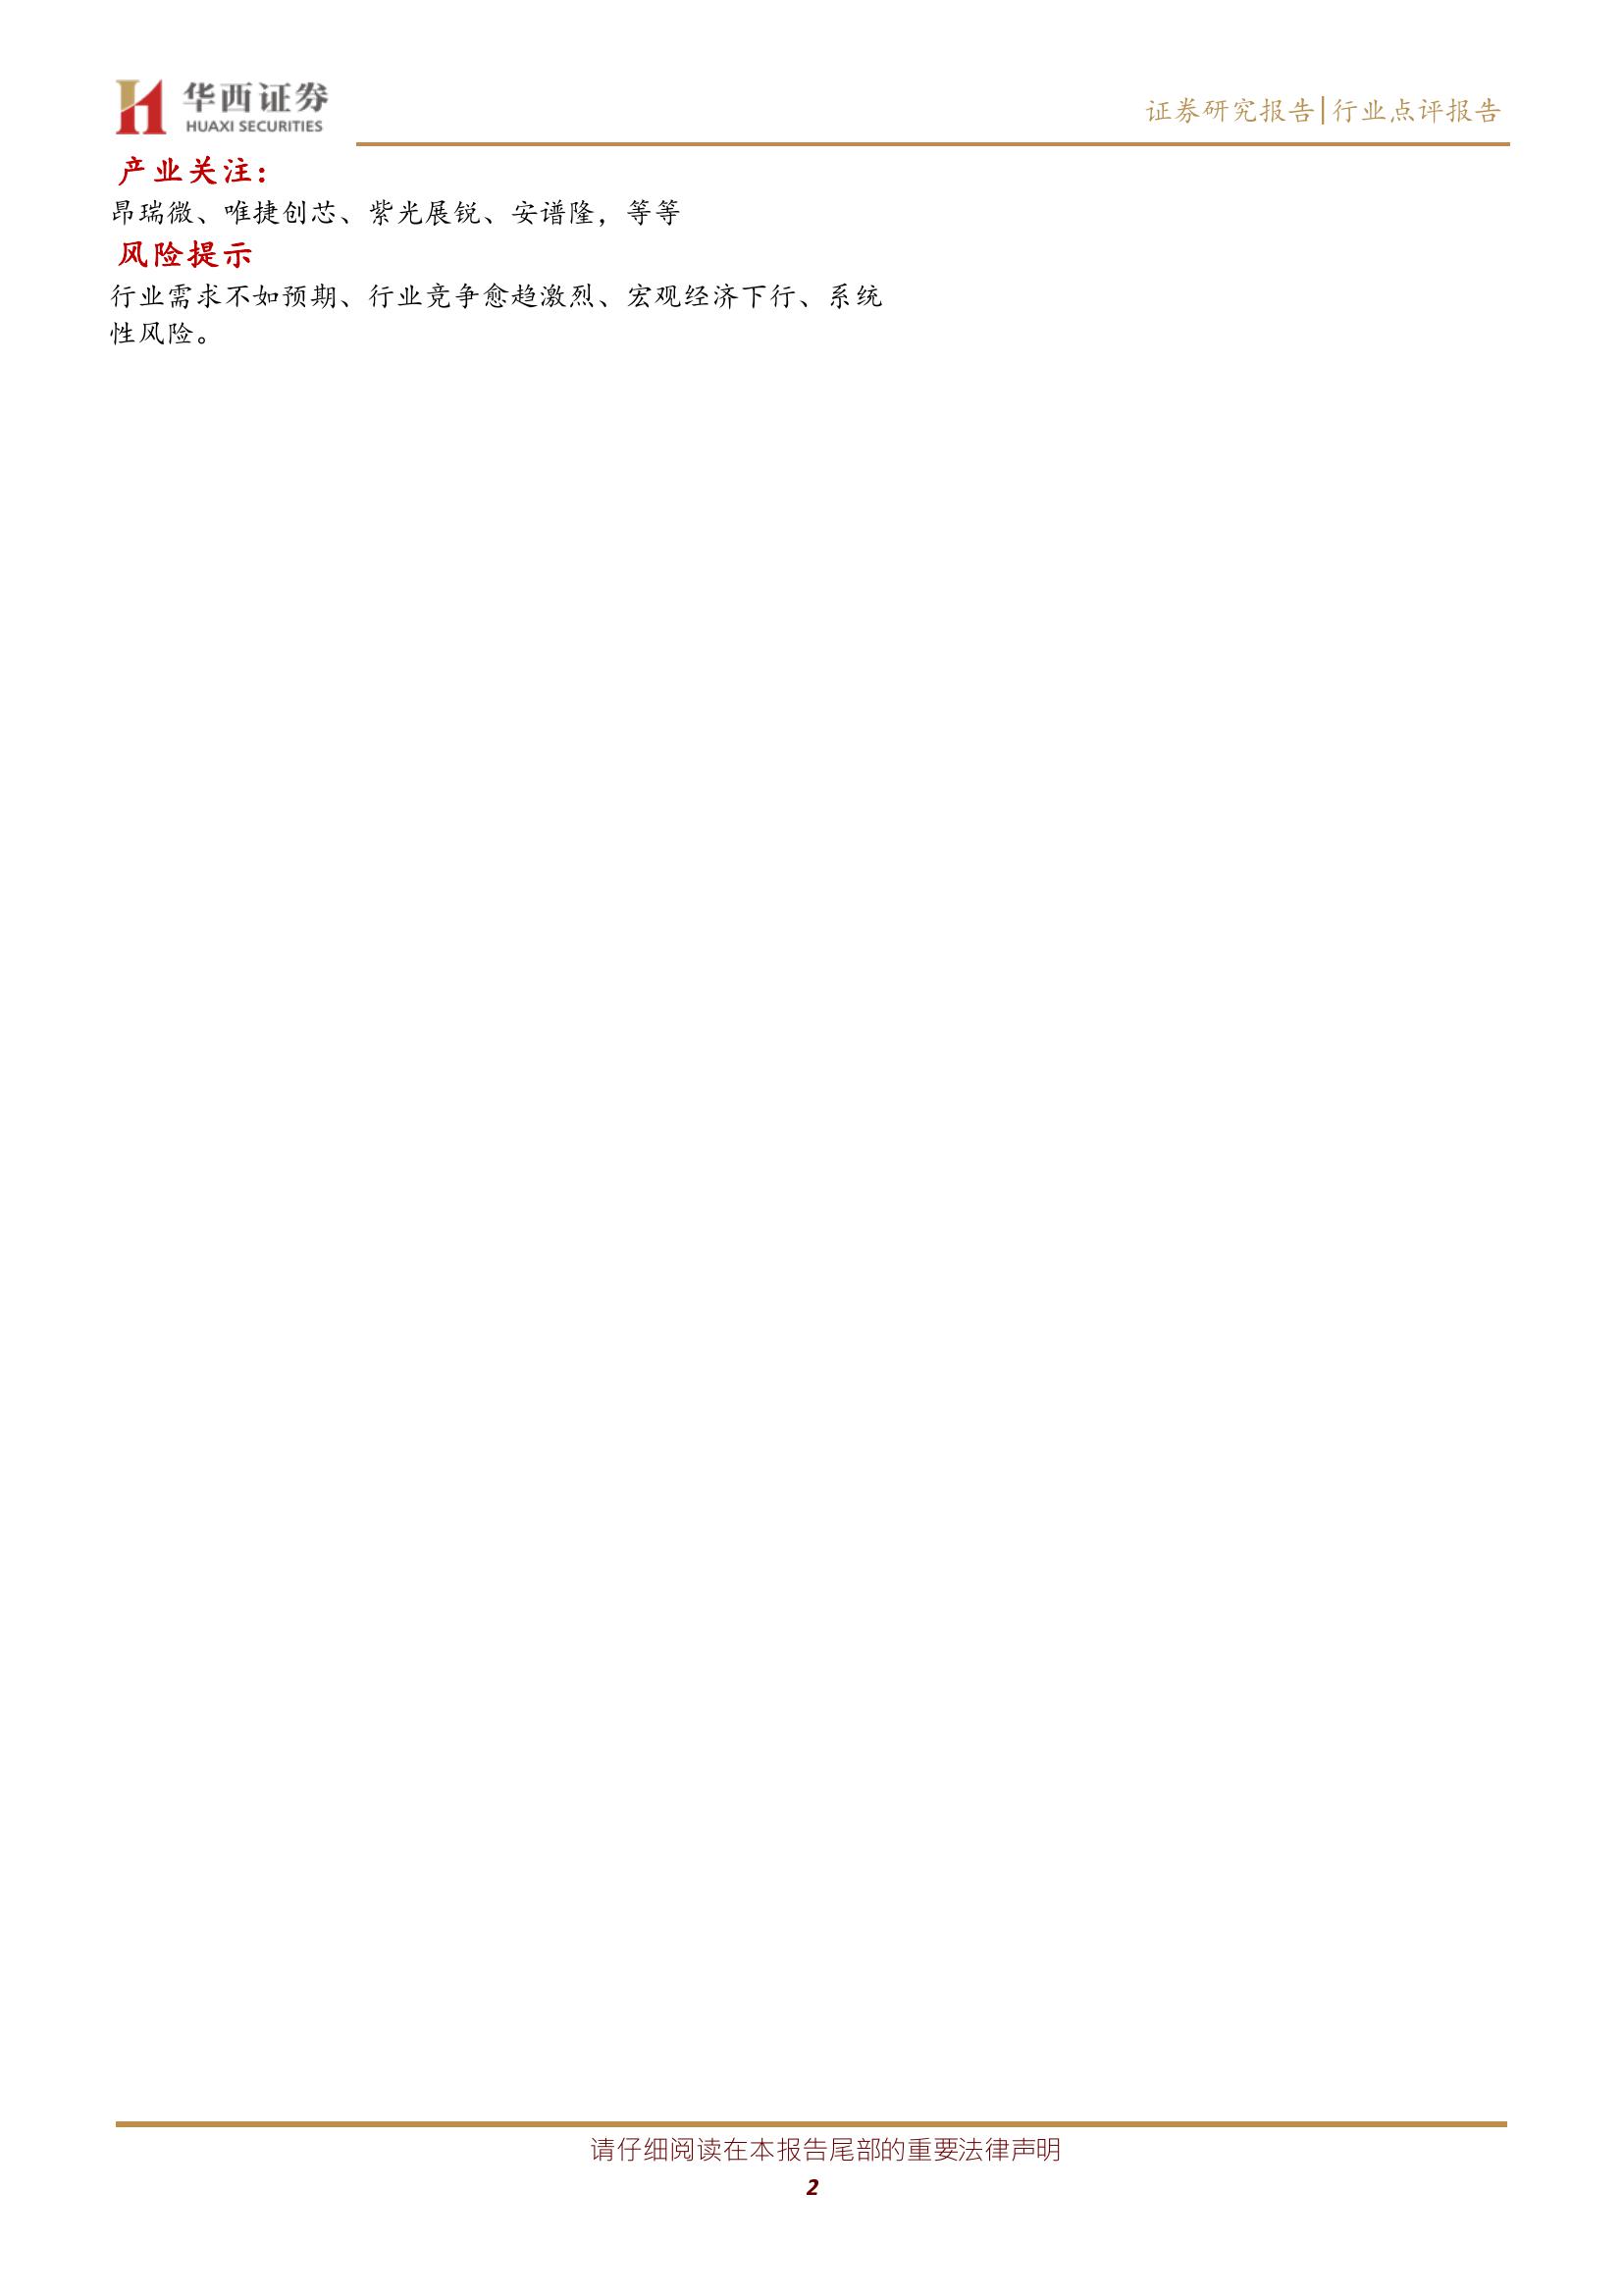 华西证券
HUAXI SECURITIES
证券研究报告|行业点评报告
产业关注：
昂瑞微、唯捷创芯、紫光展锐、安谱隆，等等
风险提示
行业需求不如预期、行业竞争愈趋激烈、宏观经济下行、系统
性风险。
请仔细阅读在本报告尾部的重要法律声明
2